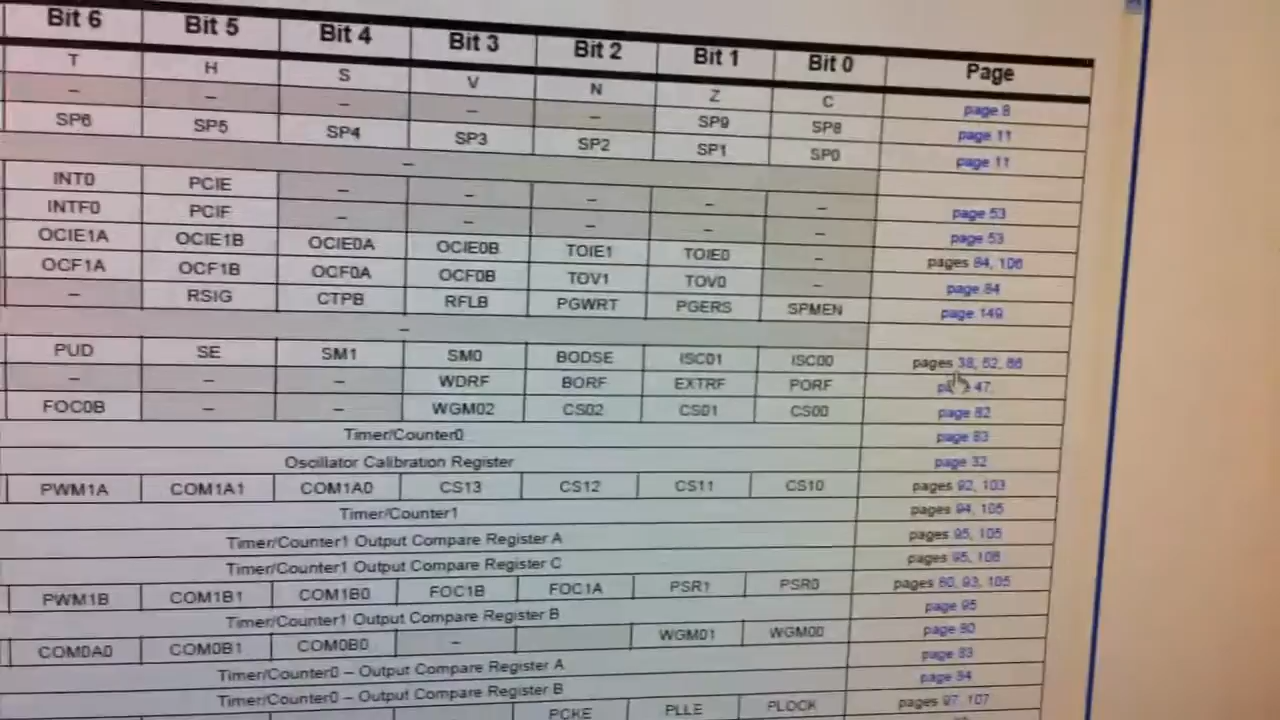 Bit 6 Bit 5 Bit 4 Bit 3 Bit 2 Bit 1 Bit 0 Page
T H S V N Z C page 8
– – – – – SP9 SP8 page 11
SP6 SP5 SP4 SP3 SP2 SP1 SP0 page 11
–
INT0 PCIE – – – – – page 53
INTF0 PCIF – – – – – page 53
OCIE1A OCIE1B OCIE0A OCIE0B TOIE1 TOIE0 – pages 84, 106
OCF1A OCF1B OCF0A OCF0B TOV1 TOV0 – page 84
– RSIG CTPB RFLB PGWRT PGERS SPMEN page 149
–
PUD SE SM1 SM0 BODSE ISC01 ISC00 pages 38, 52, 66
– – – WDRF BORF EXTRF PORF 47
FOC0B – – WGM02 CS02 CS01 CS00 page 82
Timer/Counter0 page 83
Oscillator Calibration Register page 32
PWM1A COM1A1 COM1A0 CS13 CS12 CS11 CS10 pages 92, 103
Timer/Counter1 pages 94, 105
Timer/Counter1 Output Compare Register A pages 95, 105
Timer/Counter1 Output Compare Register C pages 95, 106
PWM1B COM1B1 COM1B0 FOC1B FOC1A PSR1 PSR0 pages 80, 93, 105
Timer/Counter1 Output Compare Register B page 95
COM0A0 COM0B1 COM0B0 – WGM01 WGM00 page 80
Timer/Counter0 – Output Compare Register A page 83
Timer/Counter0 – Output Compare Register B page 84
PCKE PLLE PLOCK pages 97, 107